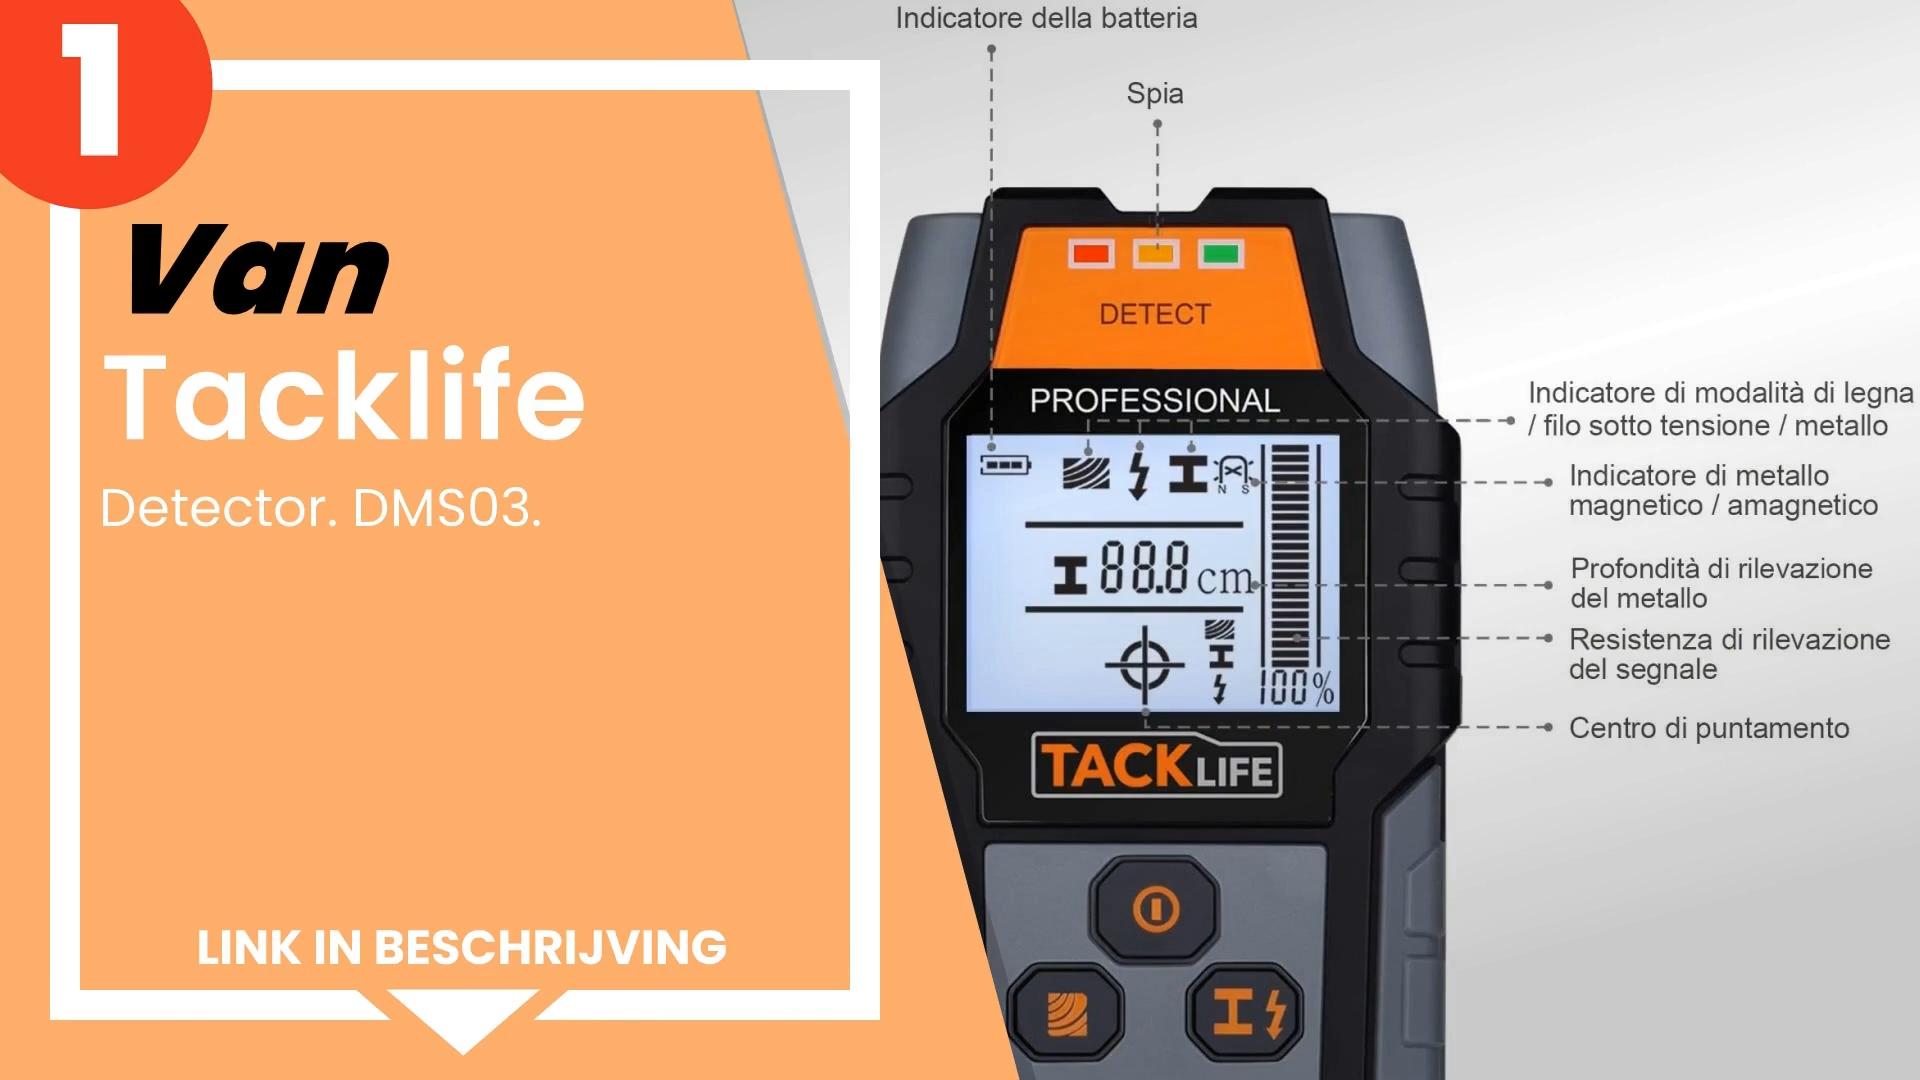 1
Van
Tacklife
Detector. DMS03.
LINK IN BESCHRIJVING
Indicatore della batteria
Spia
DETECT
PROFESSIONAL
N S
88.8 cm
100%
TACKLIFE
Indicatore di modalità di legna
/ filo sotto tensione / metallo
Indicatore di metallo
magnetico / amagnetico
Profondità di rilevazione
del metallo
Resistenza di rilevazione
del segnale
Centro di puntamento